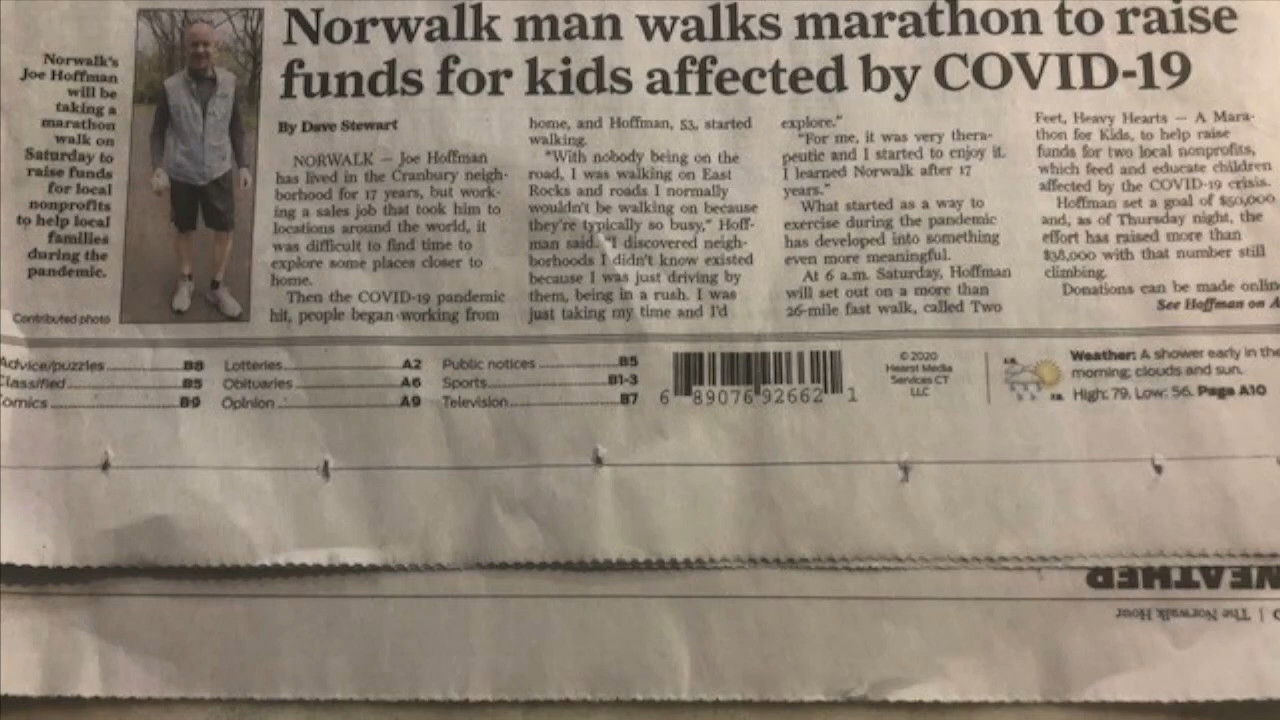 Norwalk man walks marathon to raise
funds for kids affected by COVID-19
Norwalk's
Joe Hoffman
will be
taking a
marathon
walk on
Saturday to
raise funds
for local
nonprofits
to help local
families
during the
pandemic.
Contributed photo
By Dave Stewart
NORWALK — Joe Hoffman
has lived in the Cranbury neigh-
borhood for 17 years, but work-
ing a sales job that took him to
locations around the world, it
was difficult to find time to
explore some places closer to
home.
Then the COVID-19 pandemic
hit, people began working from
home, and Hoffman, 53, started
walking.
"With nobody being on the
road, I was walking on East
Rocks and roads I normally
wouldn't be walking on because
they're typically so busy," Hoff-
man said. "I discovered neigh-
borhoods I didn't know existed
because I was just driving by
them, being in a rush. I was
just taking my time and I'd
explore."
"For me, it was very thera-
peutic and I started to enjoy it.
I learned Norwalk after 17
years."
What started as a way to
exercise during the pandemic
has developed into something
even more meaningful.
At 6 a.m. Saturday, Hoffman
will set out on a more than
26-mile fast walk, called Two
Feet, Heavy Hearts — A Mara-
thon for Kids, to help raise
funds for two local nonprofits,
which feed and educate children
affected by the COVID-19 crisis.
Hoffman set a goal of $50,000
and, as of Thursday night, the
effort has raised more than
$38,000 with that number still
climbing.
Donations can be made onlin
See Hoffman on A
Advice/puzzles B8
Classified B5
omics B9
Lotteries A2
Obituaries A6
Opinion A9
Public notices B5
Sports B1-3
Television B7
6 89076 92662 1
© 2020
Hearst Media
Services CT
LLC
Weather: A shower early in the
morning; clouds and sun.
High: 79. Low: 56. Page A10
WEATHER
| The Norwalk Hour